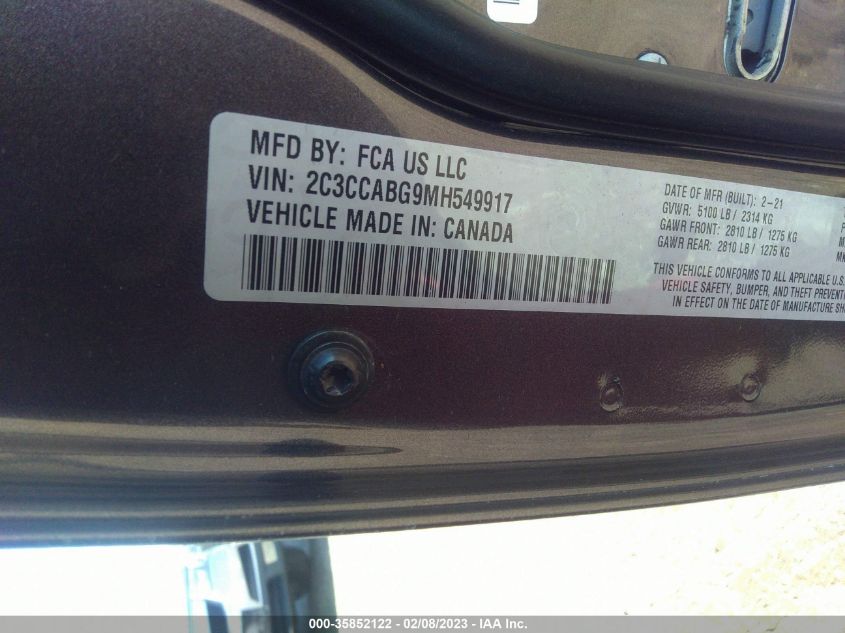 MFD BY: FCA US LLC
VIN: 2C3CCABG9MH549917
VEHICLE MADE IN: CANADA
DATE OF MFR (BUILT): 2-21
GVWR: 5100 LB / 2314 KG
GAWR FRONT: 2810 LB / 1275 KG
GAWR REAR: 2810 LB / 1275 KG
THIS VEHICLE CONFORMS TO ALL APPLICABLE U.S.
VEHICLE SAFETY, BUMPER, AND THEFT
IN EFFECT ON THE DATE OF MANUFACTURE
000-35852122 — 02/08/2023 — IAA Inc.